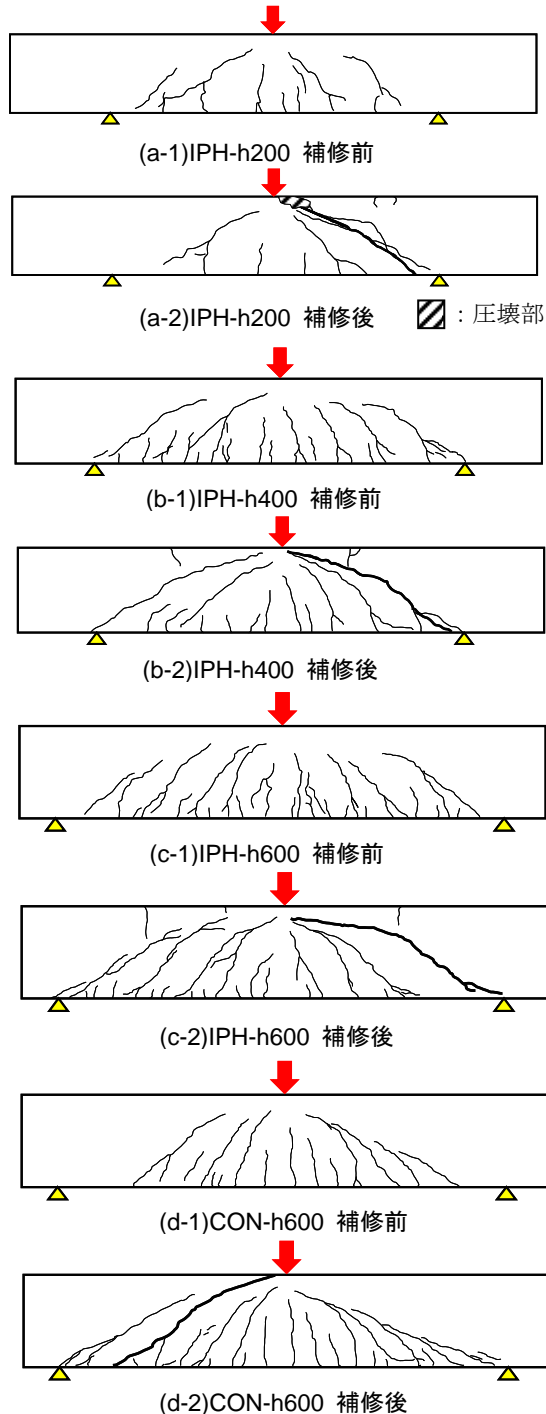 (a-1)IPH-h200 補修前
(a-2)IPH-h200 補修後
：圧壊部
(b-1)IPH-h400 補修前
(b-2)IPH-h400 補修後
(c-1)IPH-h600 補修前
(c-2)IPH-h600 補修後
(d-1)CON-h600 補修前
(d-2)CON-h600 補修後